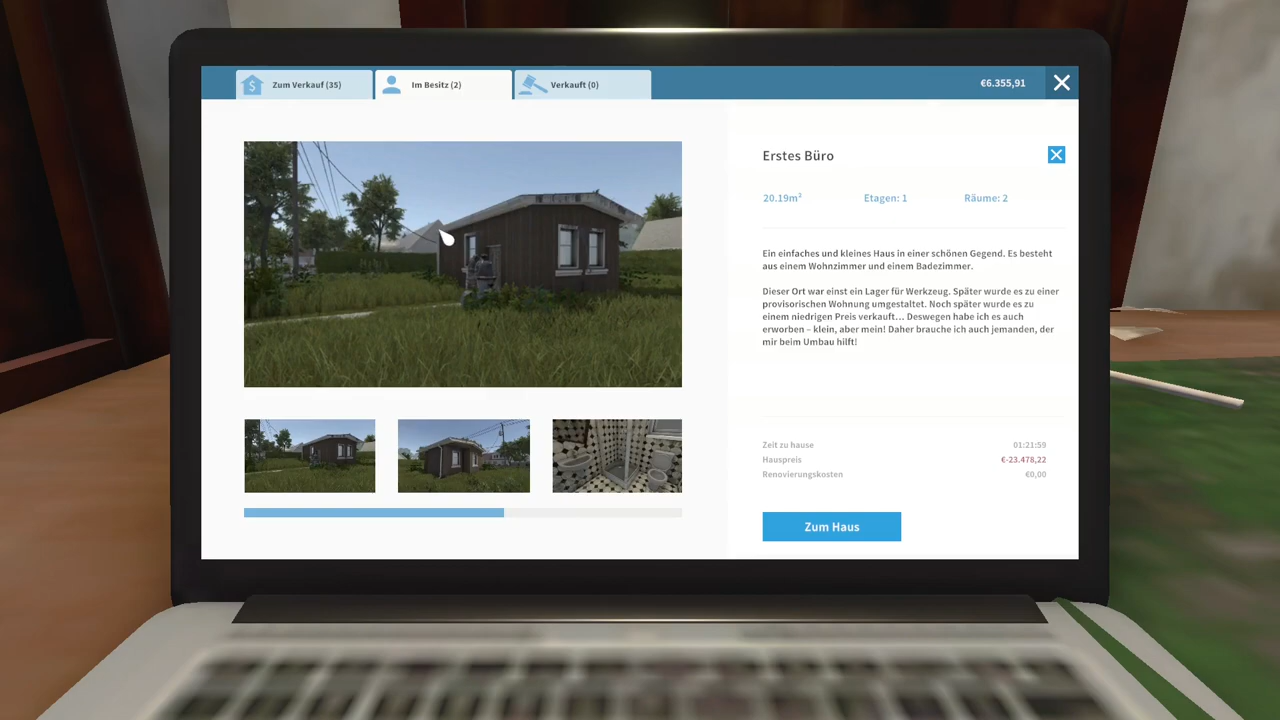 Zum Verkauf (35)
Im Besitz (2)
Verkauft (0)
€6.355,91
Erstes Büro
20.19m²
Etagen: 1
Räume: 2
Ein einfaches und kleines Haus in einer schönen Gegend. Es besteht
aus einem Wohnzimmer und einem Badezimmer.
Dieser Ort war einst ein Lager für Werkzeug. Später wurde es zu einer
provisorischen Wohnung umgestaltet. Noch später wurde es zu
einem niedrigen Preis verkauft... Deswegen habe ich es auch
erworben – klein, aber mein! Daher brauche ich auch jemanden, der
mir beim Umbau hilft!
Zeit zu hause 01:21:59
Hauspreis €-23.478,22
Renovierungskosten €0,00
Zum Haus